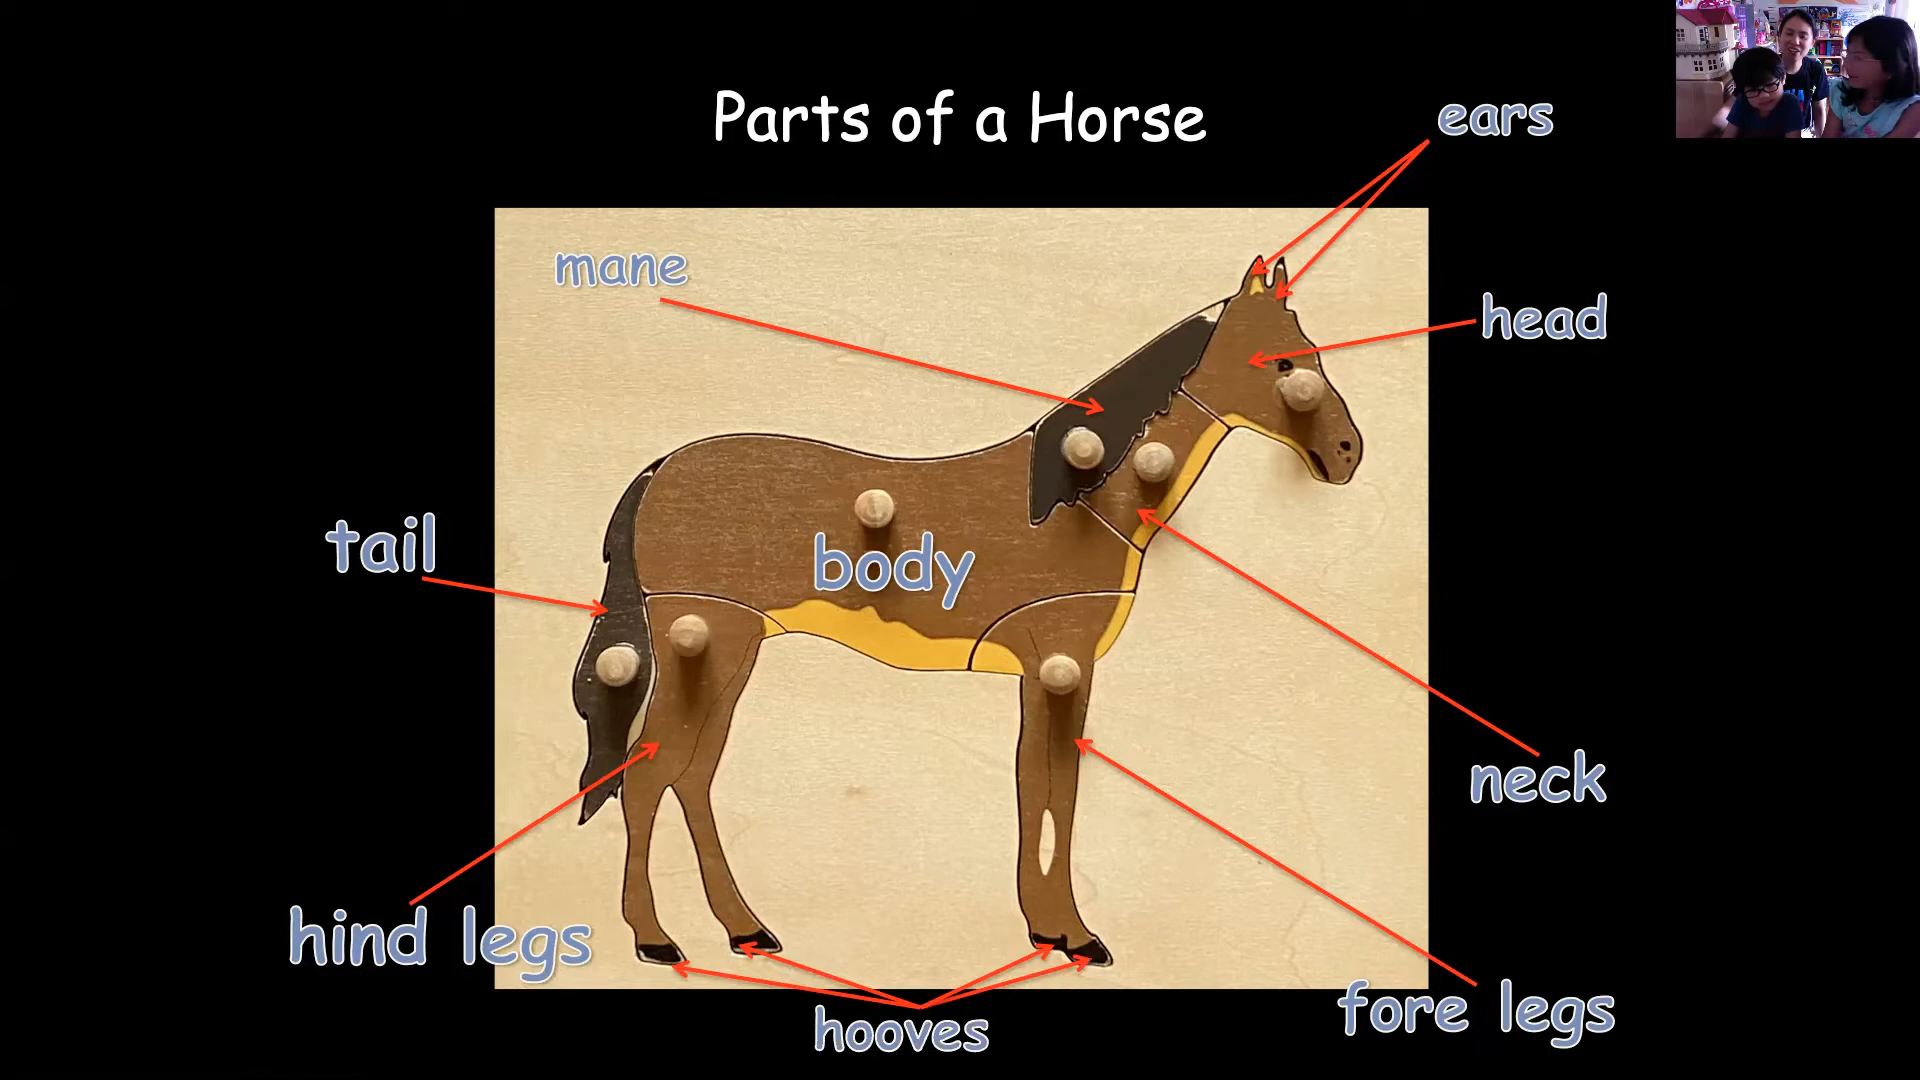 Parts of a Horse
ears
mane
head
tail
body
neck
hind legs
fore legs
hooves